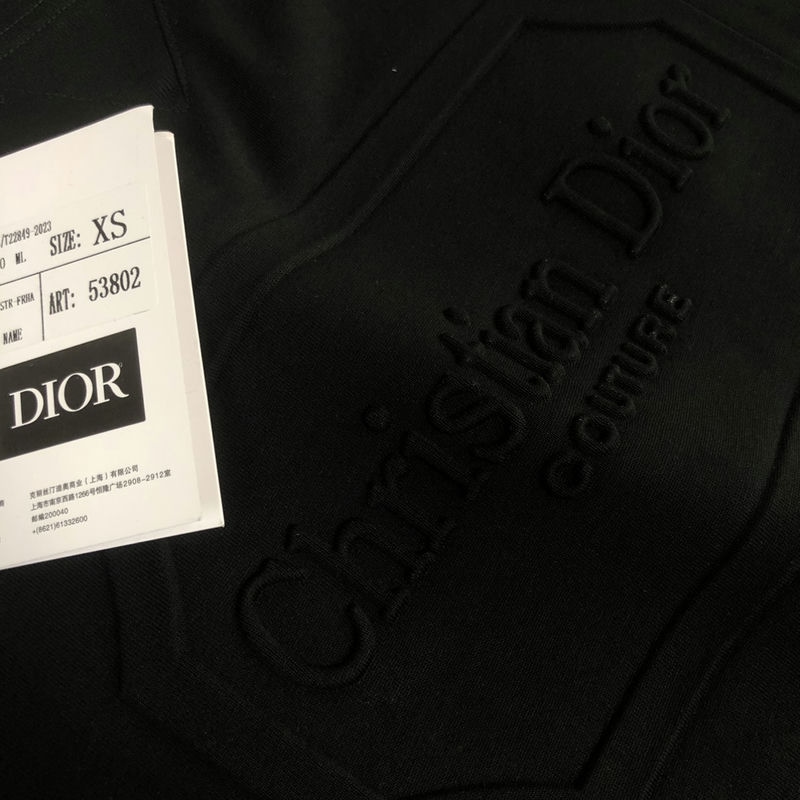 /T22849-2023
0 ML
SIZE: XS
STR-FRHA
ART: 53802
NAME
DIOR
克丽丝汀迪奥商业（上海）有限公司
上海市南京西路1266号恒隆广场2908-2912室
邮编200040
+(8621)61332600
Christian Dior
COUTURE